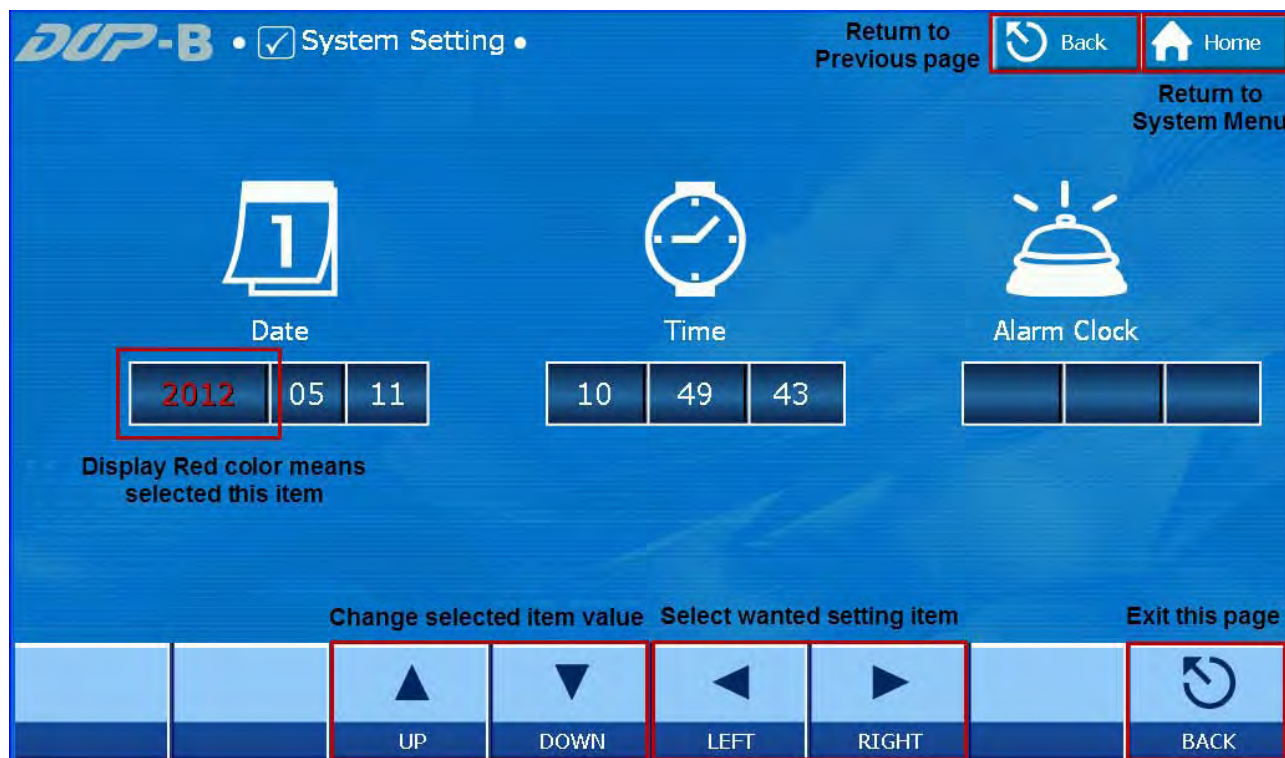 DOP-B • System Setting •
Return to
Previous page
Back
Home
Return to
System Menu
1
Date
Time
Alarm Clock
2012 05 11
10 49 43
Display Red color means
selected this item
Change selected item value
Select wanted setting item
Exit this page
UP
DOWN
LEFT
RIGHT
BACK